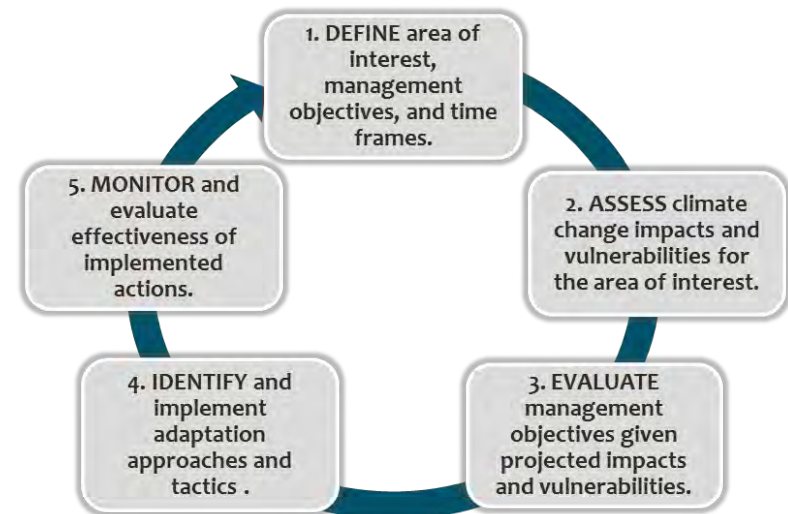 1. DEFINE area of
interest,
management
objectives, and time
frames.
2. ASSESS climate
change impacts and
vulnerabilities for
the area of interest.
3. EVALUATE
management
objectives given
projected impacts
and vulnerabilities.
4. IDENTIFY and
implement
adaptation
approaches and
tactics .
5. MONITOR and
evaluate
effectiveness of
implemented
actions.